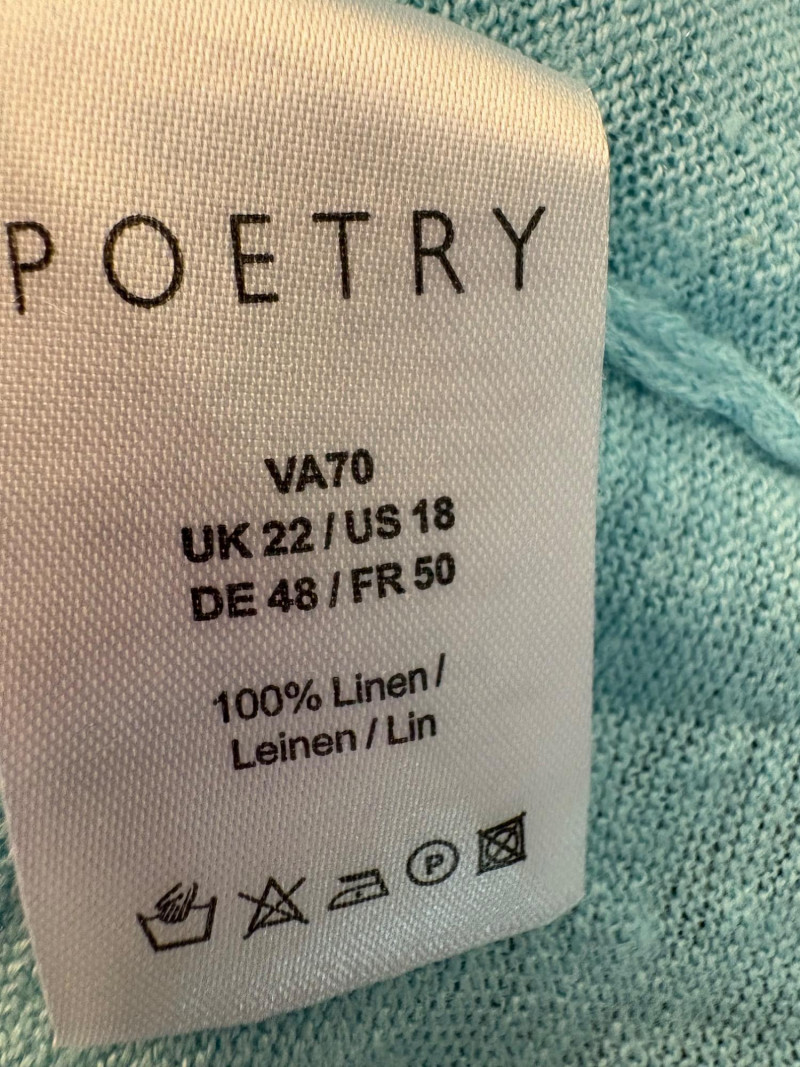 POETRY
VA70
UK 22 / US 18
DE 48 / FR 50
100% Linen /
Leinen / Lin
P